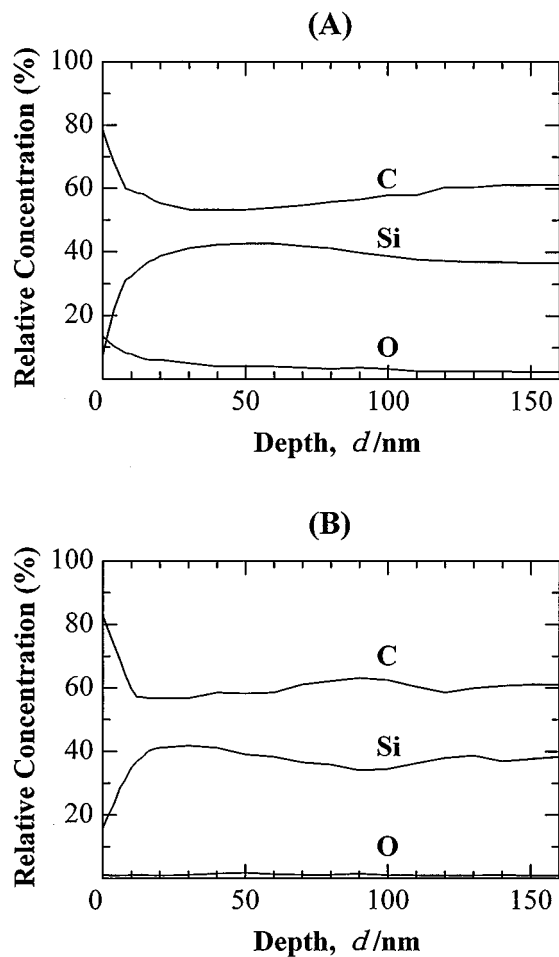 (A)
Relative Concentration (%)
100
80
60
40
20
C
Si
O
0 50 100 150
Depth, d/nm
(B)
Relative Concentration (%)
100
80
60
40
20
C
Si
O
0 50 100 150
Depth, d/nm